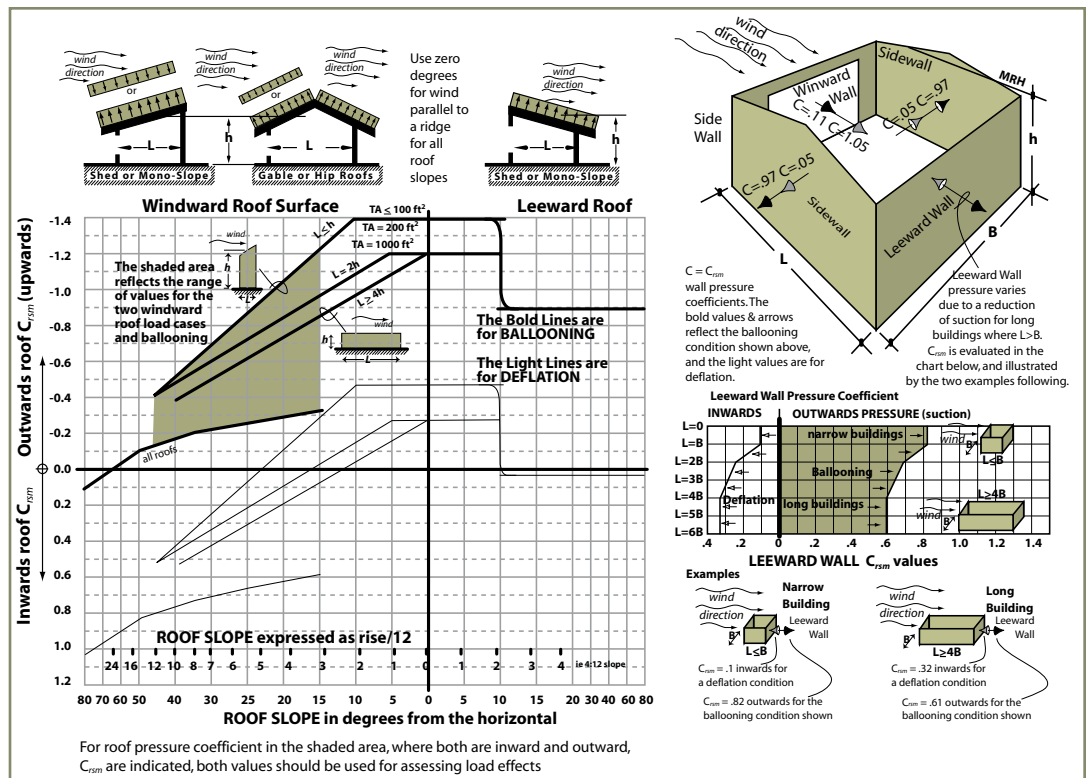 wind
direction
or
L
h
Shed or Mono-Slope
wind
direction
or
wind
direction
L
h
Gable or Hip Roofs
Use zero
degrees
for wind
parallel to
a ridge
for all
roof
slopes
wind
direction
L
h
Shed or Mono-Slope
Windward Roof Surface
Leeward Roof
Outwards roof Crsm (upwards)
Inwards roof Crsm
-1.4
-1.2
-1.0
-0.8
-0.6
-0.4
-0.2
0.0
0.2
0.4
0.6
0.8
1.0
1.2
TA ≤ 100 ft²
TA = 200 ft²
TA = 1000 ft²
L ≤ h
L = 2h
L ≥ 4h
wind
h
L
wind
h
L
The shaded area
reflects the range
of values for the
two windward
roof load cases
and ballooning
The Bold Lines are
for BALLOONING
The Light Lines are
for DEFLATION
all roofs
ROOF SLOPE expressed as rise/12
24 16 12 10 8 7 6 5 4 3 2 1 0 1 2 3 4 ie 4:12 slope
80 70 60 50 40 30 20 15 10 5 0 5 10 15 20 30 40 60 80
ROOF SLOPE in degrees from the horizontal
For roof pressure coefficient in the shaded area, where both are inward and outward,
Crsm are indicated, both values should be used for assessing load effects
wind
direction
Sidewall
MRH
Winward
Wall
C=.11 C=1.05
C=.05 C=.97
Side
Wall
h
C=.97 C=.05
Sidewall
Leeward Wall
L
B
C = Crsm
wall pressure
coefficients. The
bold values & arrows
reflect the ballooning
condition shown above,
and the light values are for
deflation.
Leeward Wall
pressure varies
due to a reduction
of suction for long
buildings where L>B.
Crsm is evaluated in the
chart below, and illustrated
by the two examples following.
Leeward Wall Pressure Coefficient
INWARDS
OUTWARDS PRESSURE (suction)
L=0
L=B
L=2B
L=3B
L=4B
L=5B
L=6B
narrow buildings
Ballooning
Deflation
long buildings
wind
B
L≤B
L≥4B
wind
B
.4 .2 0 .2 .4 .6 .8 1.0 1.2 1.4
LEEWARD WALL Crsm values
Examples
wind
direction
Narrow
Building
Leeward
Wall
B
L≤B
Crsm = .1 inwards for
a deflation condition
Crsm = .82 outwards for the
ballooning condition shown
wind
direction
Long
Building
Leeward
Wall
B
L≥4B
Crsm = .32 inwards for
a deflation condition
Crsm = .61 outwards for the
ballooning condition shown